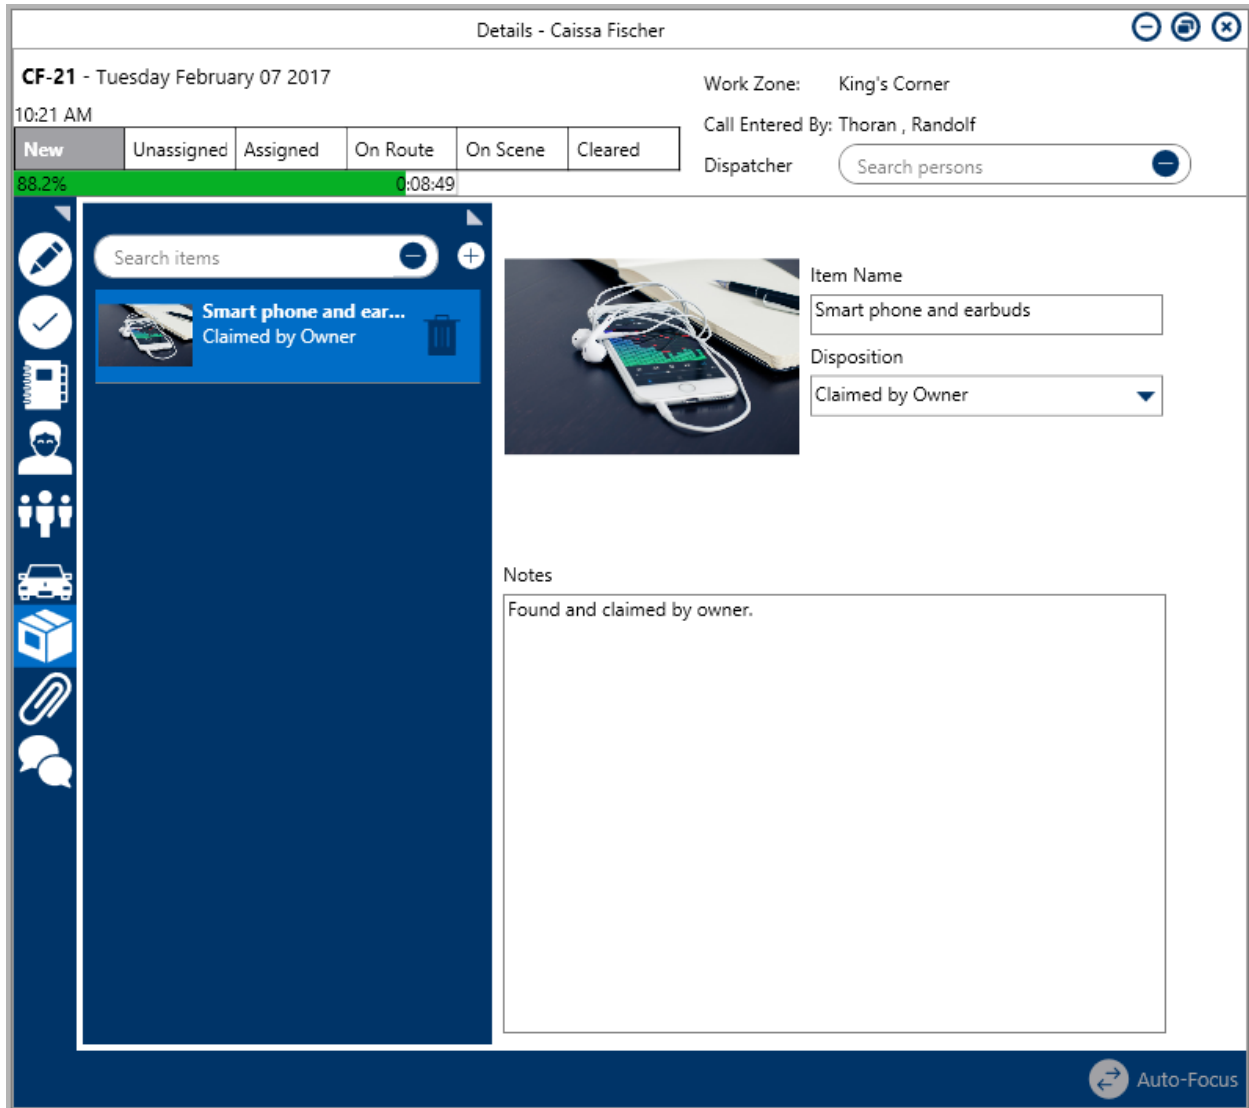 Details - Caissa Fischer
CF-21 - Tuesday February 07 2017
10:21 AM
Work Zone: King's Corner
Call Entered By: Thoran , Randolf
Dispatcher Search persons
New Unassigned Assigned On Route On Scene Cleared
88.2% 0:08:49
Search items
Smart phone and ear...
Claimed by Owner
Item Name
Smart phone and earbuds
Disposition
Claimed by Owner
Notes
Found and claimed by owner.
Auto-Focus